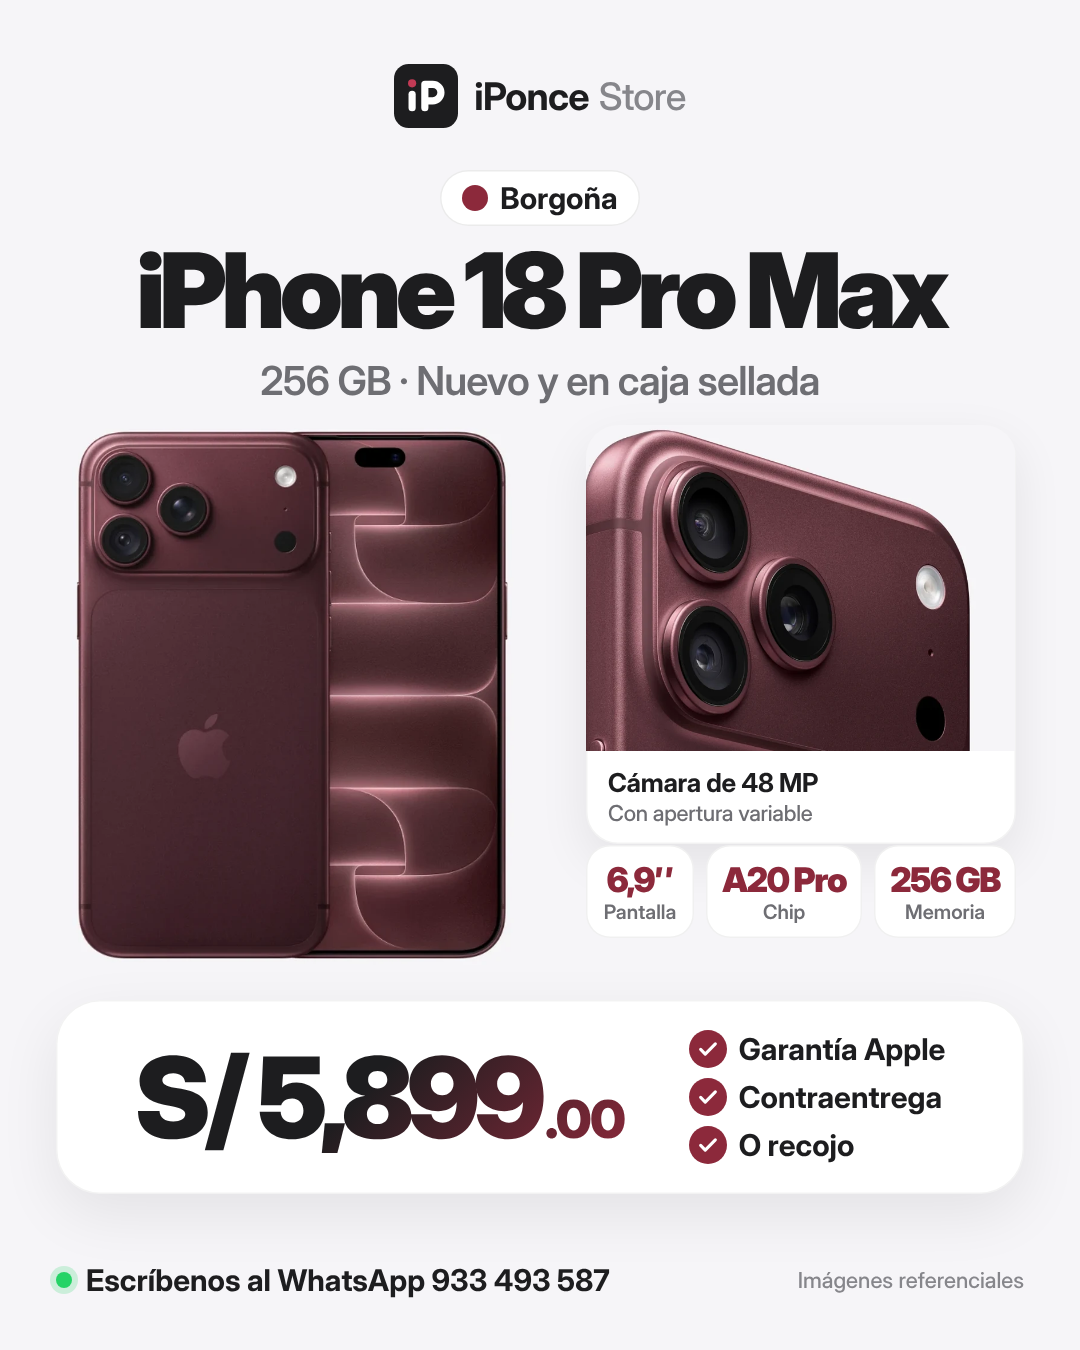 iP iPonce Store
Borgoña
iPhone 18 Pro Max
256 GB · Nuevo y en caja sellada
Cámara de 48 MP
Con apertura variable
6,9″
Pantalla
A20 Pro
Chip
256 GB
Memoria
S/ 5,899.00
Garantía Apple
Contraentrega
O recojo
Escríbenos al WhatsApp 933 493 587
Imágenes referenciales